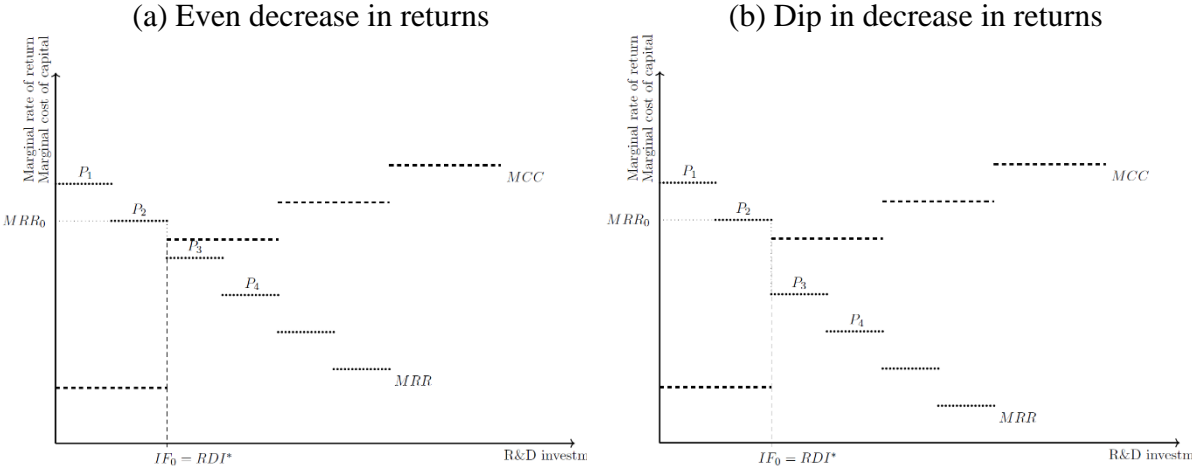 (a) Even decrease in returns
Marginal rate of return
Marginal cost of capital
P₁
P₂
MRR₀
P₃
P₄
MCC
MRR
IF₀ = RDI*
R&D investm
(b) Dip in decrease in returns
Marginal rate of return
Marginal cost of capital
P₁
P₂
MRR₀
P₃
P₄
MCC
MRR
IF₀ = RDI*
R&D investm